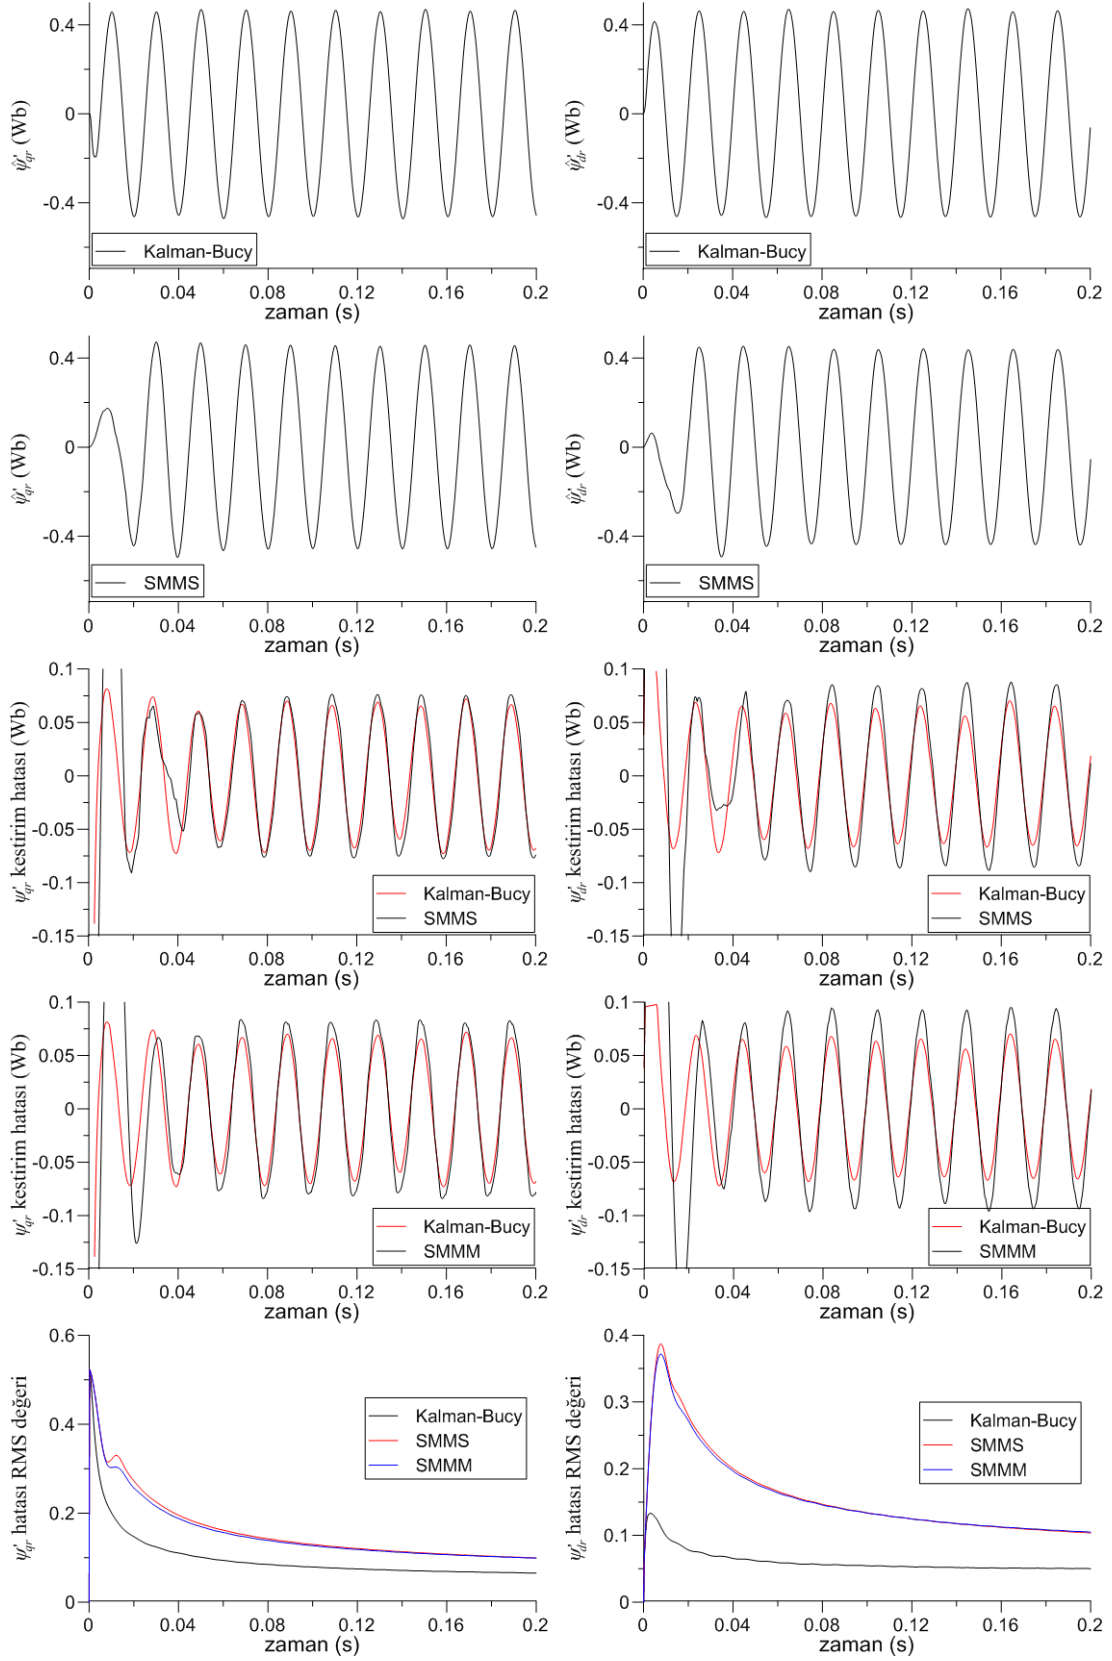 0.4
0
-0.4
ψ̂'qr (Wb)
Kalman-Bucy
0 0.04 0.08 0.12 0.16 0.2
zaman (s)
0.4
0
-0.4
ψ̂'dr (Wb)
Kalman-Bucy
0 0.04 0.08 0.12 0.16 0.2
zaman (s)
0.4
0
-0.4
ψ̂'qr (Wb)
SMMS
0 0.04 0.08 0.12 0.16 0.2
zaman (s)
0.4
0
-0.4
ψ̂'dr (Wb)
SMMS
0 0.04 0.08 0.12 0.16 0.2
zaman (s)
0.1
0.05
0
-0.05
-0.1
-0.15
ψ'qr kestirim hatası (Wb)
Kalman-Bucy
SMMS
0 0.04 0.08 0.12 0.16 0.2
zaman (s)
0.1
0.05
0
-0.05
-0.1
-0.15
ψ'dr kestirim hatası (Wb)
Kalman-Bucy
SMMS
0 0.04 0.08 0.12 0.16 0.2
zaman (s)
0.1
0.05
0
-0.05
-0.1
-0.15
ψ'qr kestirim hatası (Wb)
Kalman-Bucy
SMMM
0 0.04 0.08 0.12 0.16 0.2
zaman (s)
0.1
0.05
0
-0.05
-0.1
-0.15
ψ'dr kestirim hatası (Wb)
Kalman-Bucy
SMMM
0 0.04 0.08 0.12 0.16 0.2
zaman (s)
0.6
0.4
0.2
0
ψ'qr hatası RMS değeri
Kalman-Bucy
SMMS
SMMM
0 0.04 0.08 0.12 0.16 0.2
zaman (s)
0.4
0.3
0.2
0.1
0
ψ'dr hatası RMS değeri
Kalman-Bucy
SMMS
SMMM
0 0.04 0.08 0.12 0.16 0.2
zaman (s)